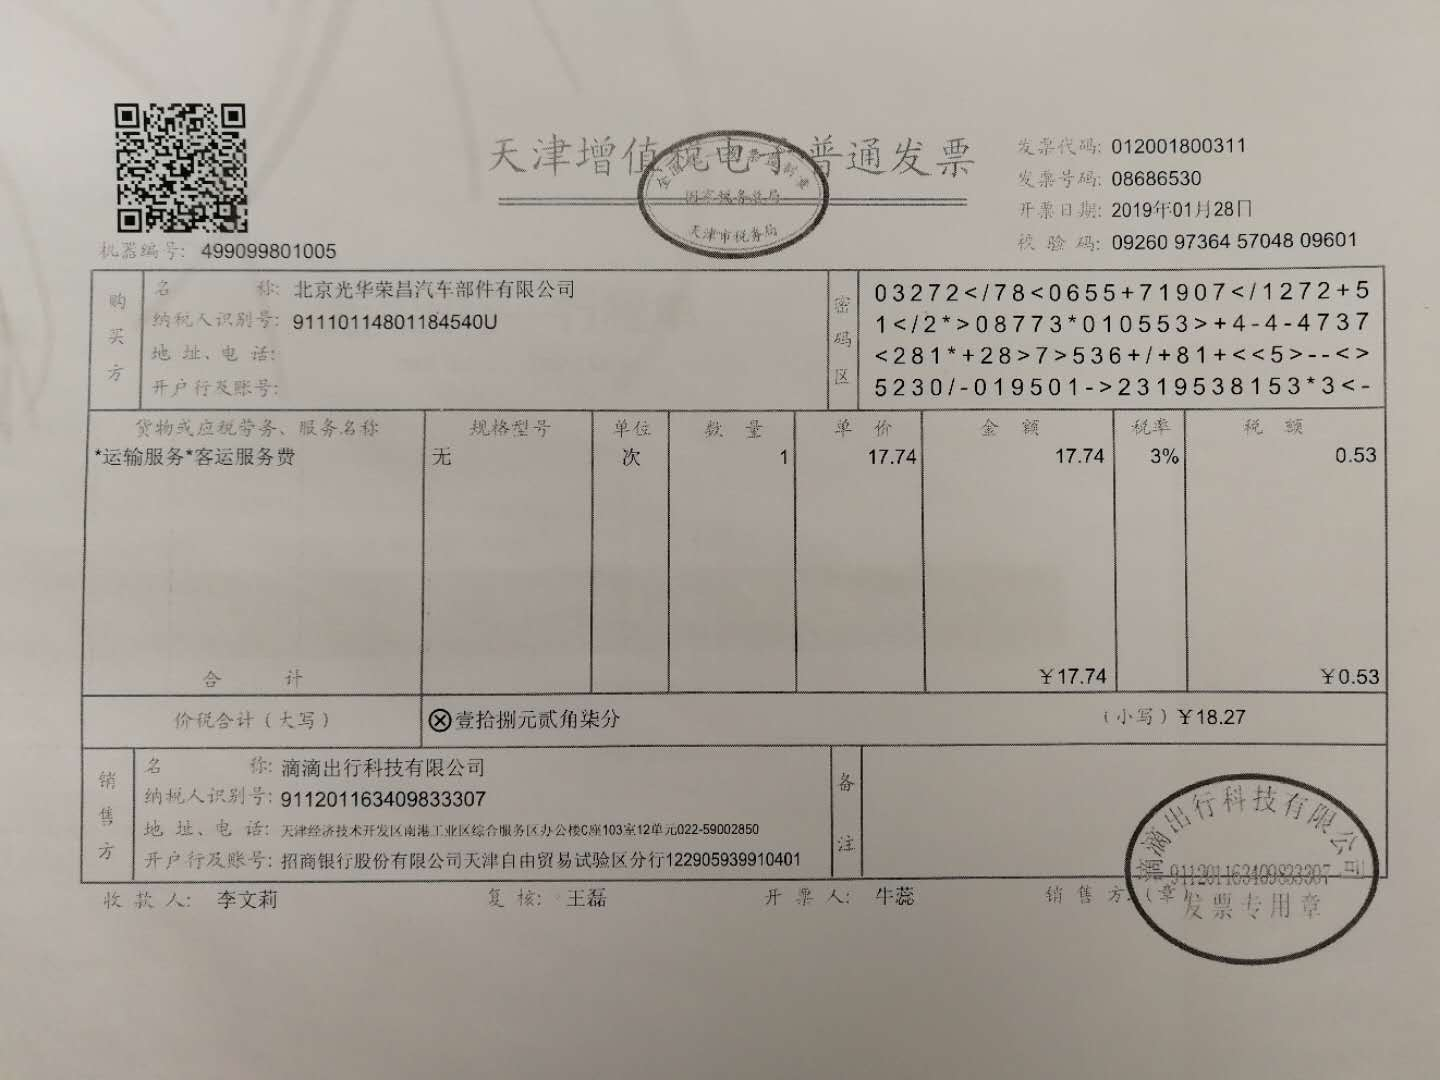 天津增值税电子普通发票
全国统一发票监制章
国家税务总局
天津市税务局
发票代码: 012001800311
发票号码: 08686530
开票日期: 2019年01月28日
校 验 码: 09260 97364 57048 09601
机器编号: 499099801005
购买方
名 称: 北京光华荣昌汽车部件有限公司
纳税人识别号: 91110114801184540U
地 址、电 话:
开户行及账号:
密码区
03272</78<0655+71907</1272+5
1</2*>08773*010553>+4-4-4737
<281*+28>7>536+/+81+<<5>--<>
5230/-019501->2319538153*3<-
货物或应税劳务、服务名称 规格型号 单位 数 量 单 价 金 额 税率 税 额
*运输服务*客运服务费 无 次 1 17.74 17.74 3% 0.53
合 计 ￥17.74 ￥0.53
价税合计（大写） ⊗壹拾捌元贰角柒分 （小写）￥18.27
销售方
名 称: 滴滴出行科技有限公司
纳税人识别号: 911201163409833307
地 址、电 话: 天津经济技术开发区南港工业区综合服务区办公楼C座103室12单元022-59002850
开户行及账号: 招商银行股份有限公司天津自由贸易试验区分行122905939910401
备注
收 款 人: 李文莉 复 核: 王磊 开 票 人: 牛蕊 销 售 方:（章）
滴滴出行科技有限公司
911201163409833307
发票专用章